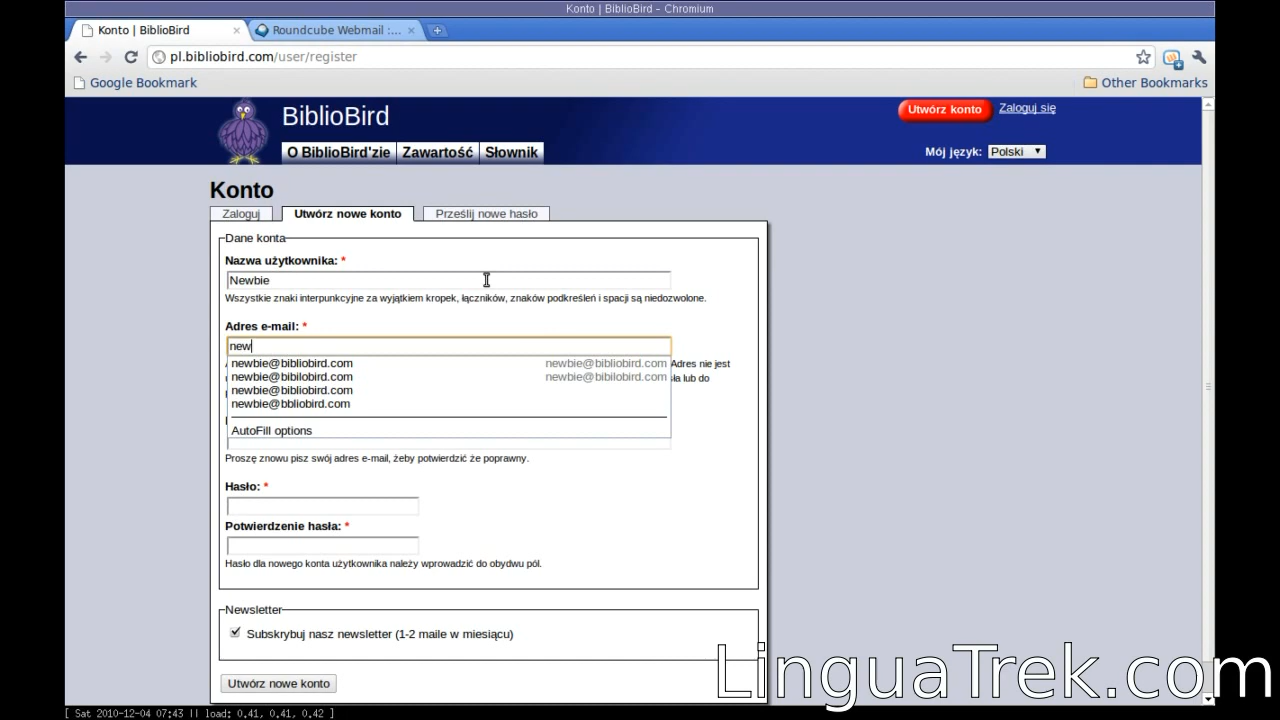 Konto | BiblioBird - Chromium
Konto | BiblioBird
Roundcube Webmail :...
pl.bibliobird.com/user/register
Google Bookmark
Other Bookmarks
BiblioBird
Utwórz konto
Zaloguj się
O BiblioBird'zie
Zawartość
Słownik
Mój język:
Polski
Konto
Zaloguj
Utwórz nowe konto
Prześlij nowe hasło
Dane konta
Nazwa użytkownika: *
Newbie
Wszystkie znaki interpunkcyjne za wyjątkiem kropek, łączników, znaków podkreśleń i spacji są niedozwolone.
Adres e-mail: *
new
newbie@bibliobird.com newbie@bibliobird.com Adres nie jest
newbie@bibliobird.com newbie@bibilobird.com lub do
newbie@bibliobird.com
newbie@bbliobird.com
AutoFill options
Proszę znowu pisz swój adres e-mail, żeby potwierdzić że poprawny.
Hasło: *
Potwierdzenie hasła: *
Hasło dla nowego konta użytkownika należy wprowadzić do obydwu pól.
Newsletter
Subskrybuj nasz newsletter (1-2 maile w miesiącu)
Utwórz nowe konto
LinguaTrek.com
[ Sat 2010-12-04 07:43 || load: 0.41, 0.41, 0.42 ]